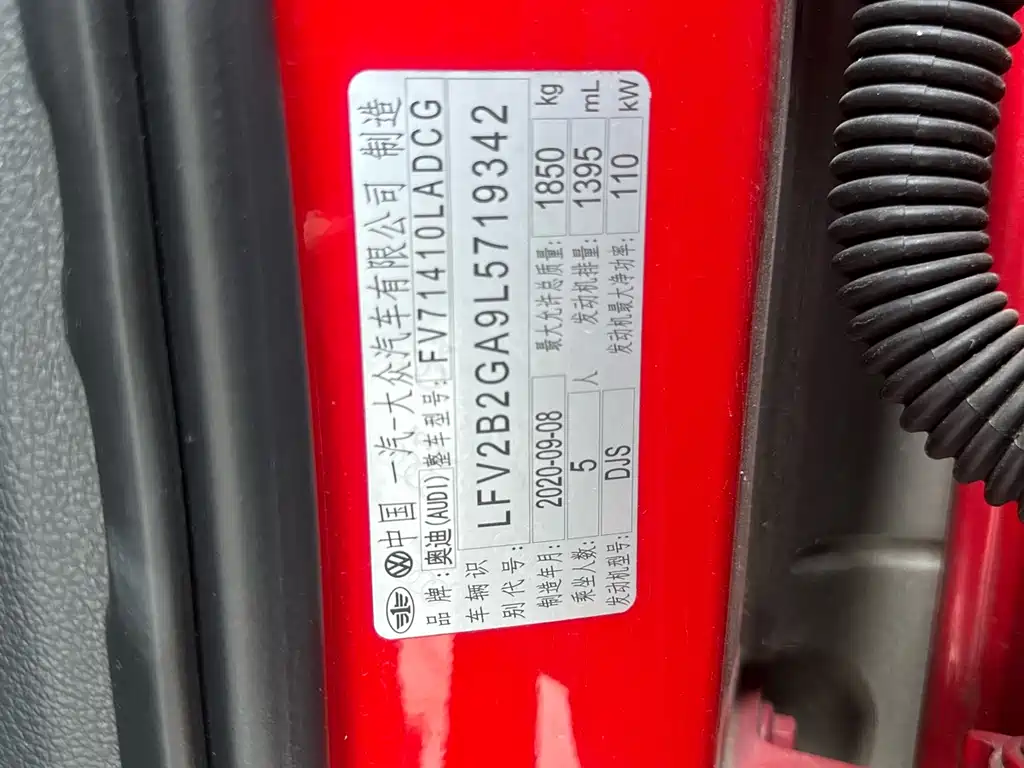 中国 一汽-大众汽车有限公司 制造
品牌:奥迪(AUDI) 整车型号:FV71410LADCG
车辆识别代号: LFV2B2GA9L5719342
制造年月: 2020-09-08 最大允许总质量: 1850 kg
乘坐人数: 5 人 发动机排量: 1395 mL
发动机型号: DJS 发动机最大净功率: 110 kW